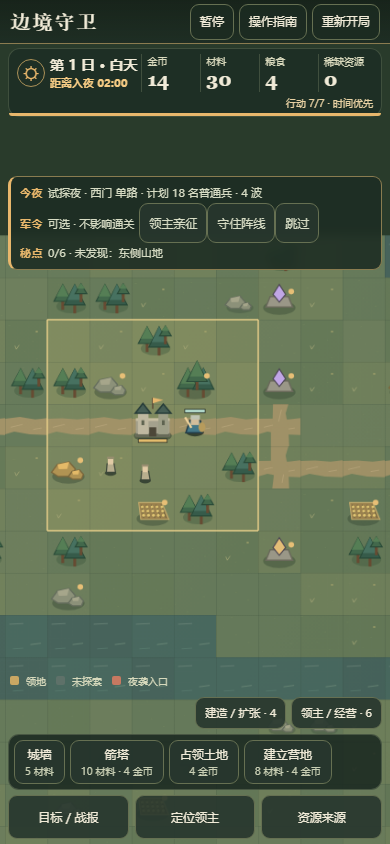 边境守卫
暂停 操作指南 重新开局
第 1 日 • 白天
距离入夜 02:00
金币 材料 粮食 稀缺资源
14 30 4 0
行动 7/7 · 时间优先
今夜 试探夜 · 西门 单路 · 计划 18 名普通兵 · 4 波
军令 可选 · 不影响通关 领主亲征 守住阵线 跳过
秘点 0/6 · 未发现：东侧山地
领地 未探索 夜袭入口
建造 / 扩张 · 4 领主 / 经营 · 6
城墙 箭塔 占领土地 建立营地
5 材料 10 材料 · 4 金币 4 金币 8 材料 · 4 金币
目标 / 战报 定位领主 资源来源